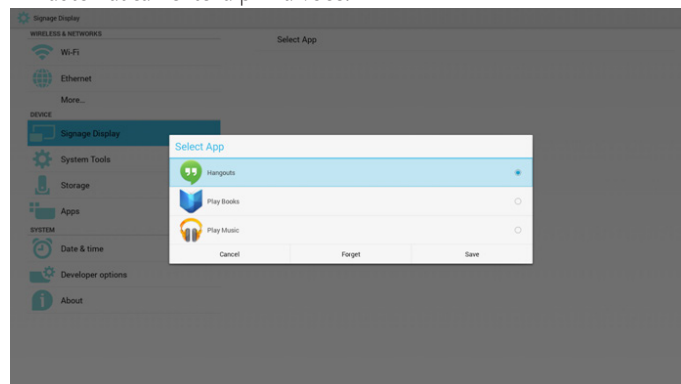 Signage Display
WIRELESS & NETWORKS
Select App
Wi-Fi
Ethernet
More...
DEVICE
Signage Display
System Tools
Storage
Apps
SYSTEM
Date & time
Developer options
About
Select App
Hangouts
Play Books
Play Music
Cancel Forget Save